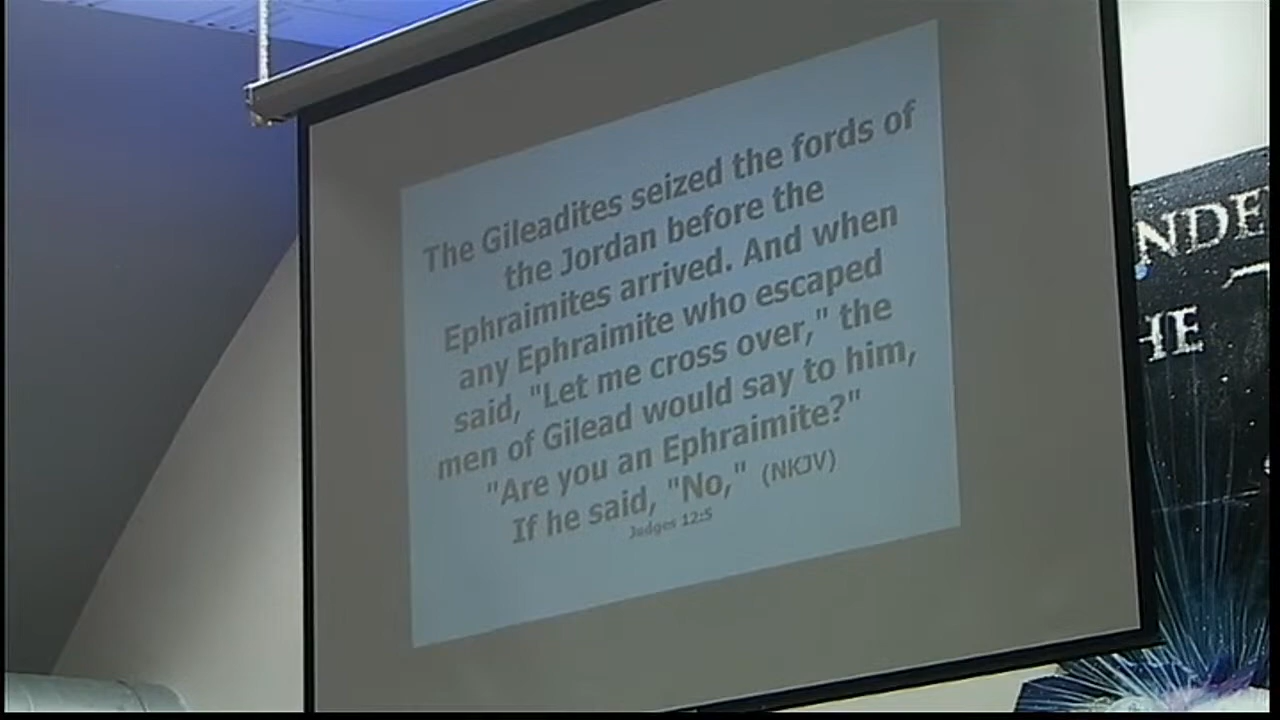 The Gileadites seized the fords of
the Jordan before the
Ephraimites arrived. And when
any Ephraimite who escaped
said, "Let me cross over," the
men of Gilead would say to him,
"Are you an Ephraimite?"
If he said, "No," (NKJV)
Judges 12:5
NDE
HE